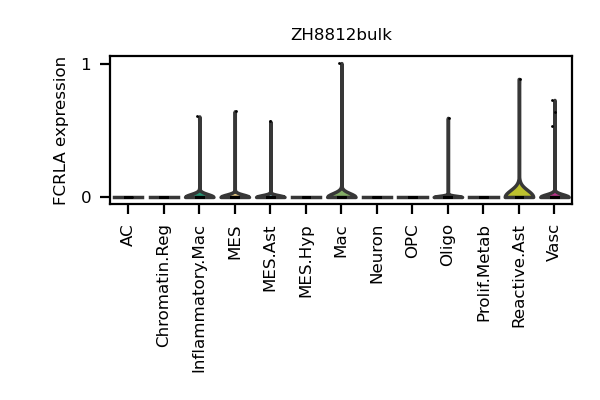 ZH8812bulk
FCRLA expression
1
0
AC
Chromatin.Reg
Inflammatory.Mac
MES
MES.Ast
MES.Hyp
Mac
Neuron
OPC
Oligo
Prolif.Metab
Reactive.Ast
Vasc